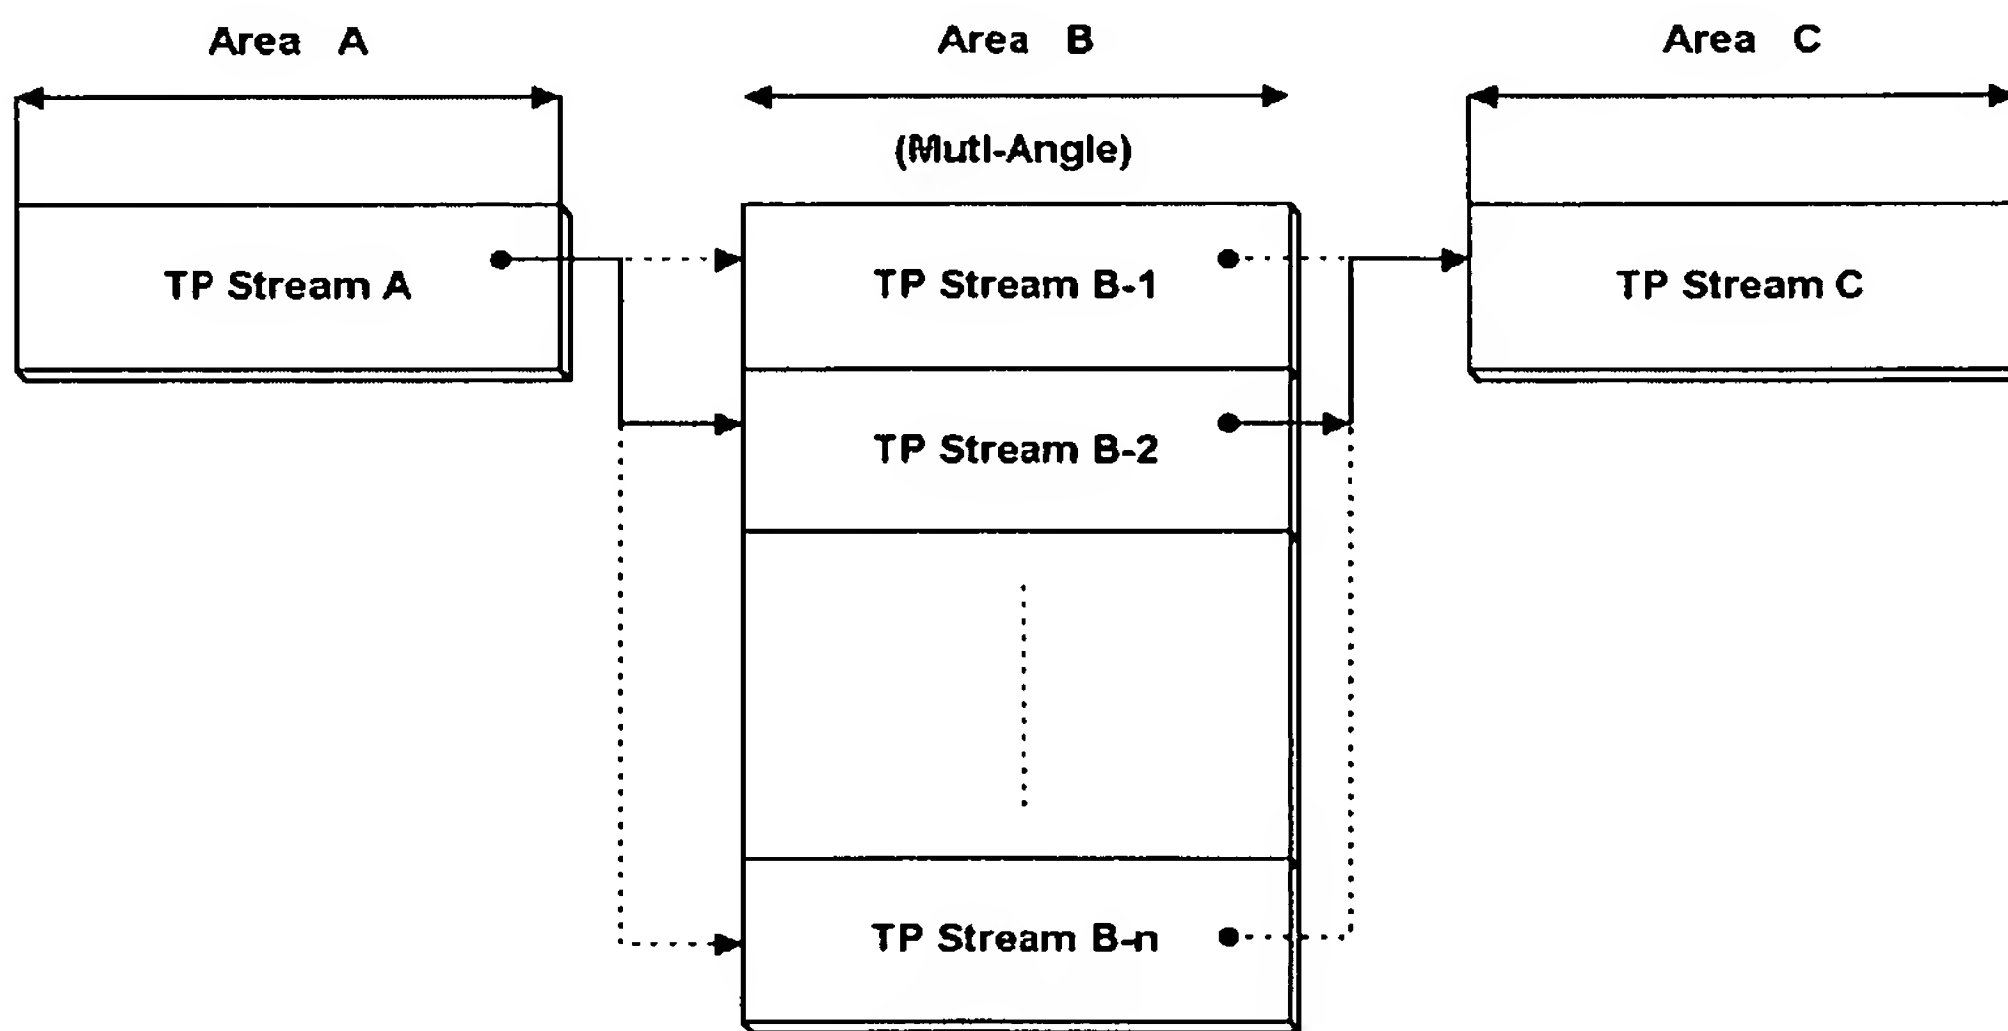 Area A
Area B
Area C
(Mutl-Angle)
TP Stream A
TP Stream B-1
TP Stream C
TP Stream B-2
TP Stream B-n